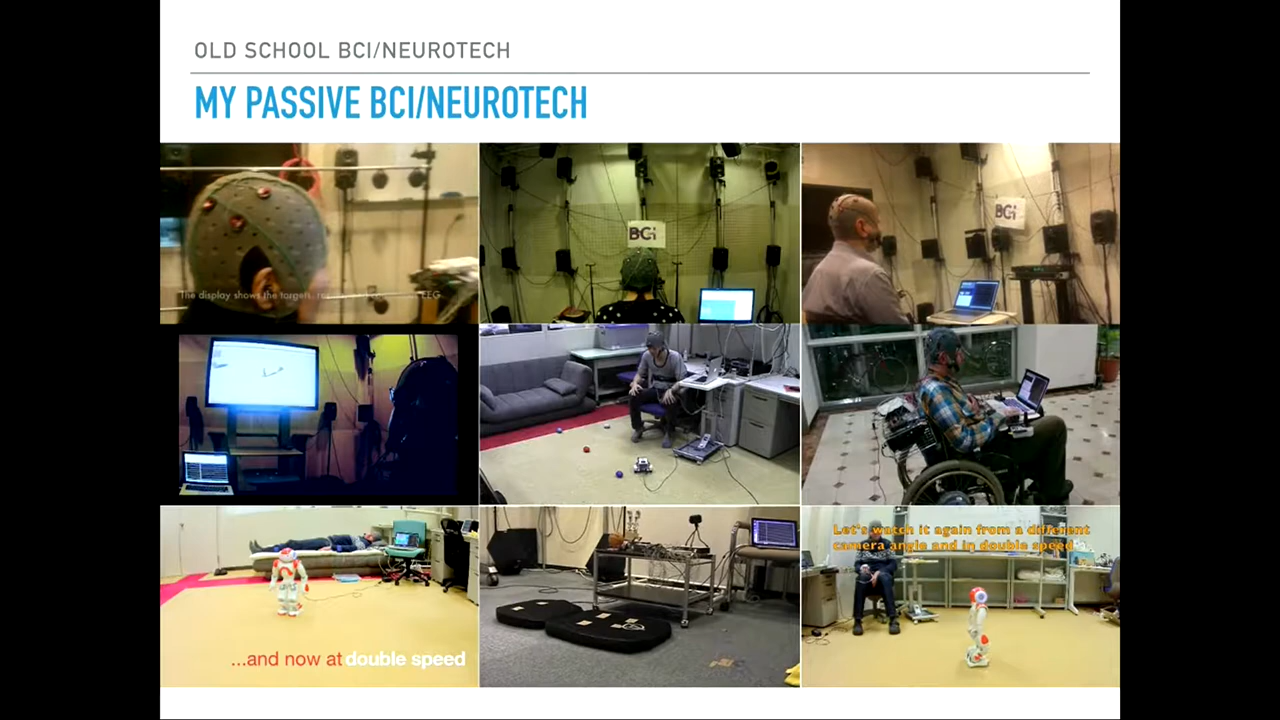 OLD SCHOOL BCI/NEUROTECH
MY PASSIVE BCI/NEUROTECH
The display shows the targets,
EEG
BCI
BCI
Let's watch it again from a different
camera angle and in double speed
...and now at double speed